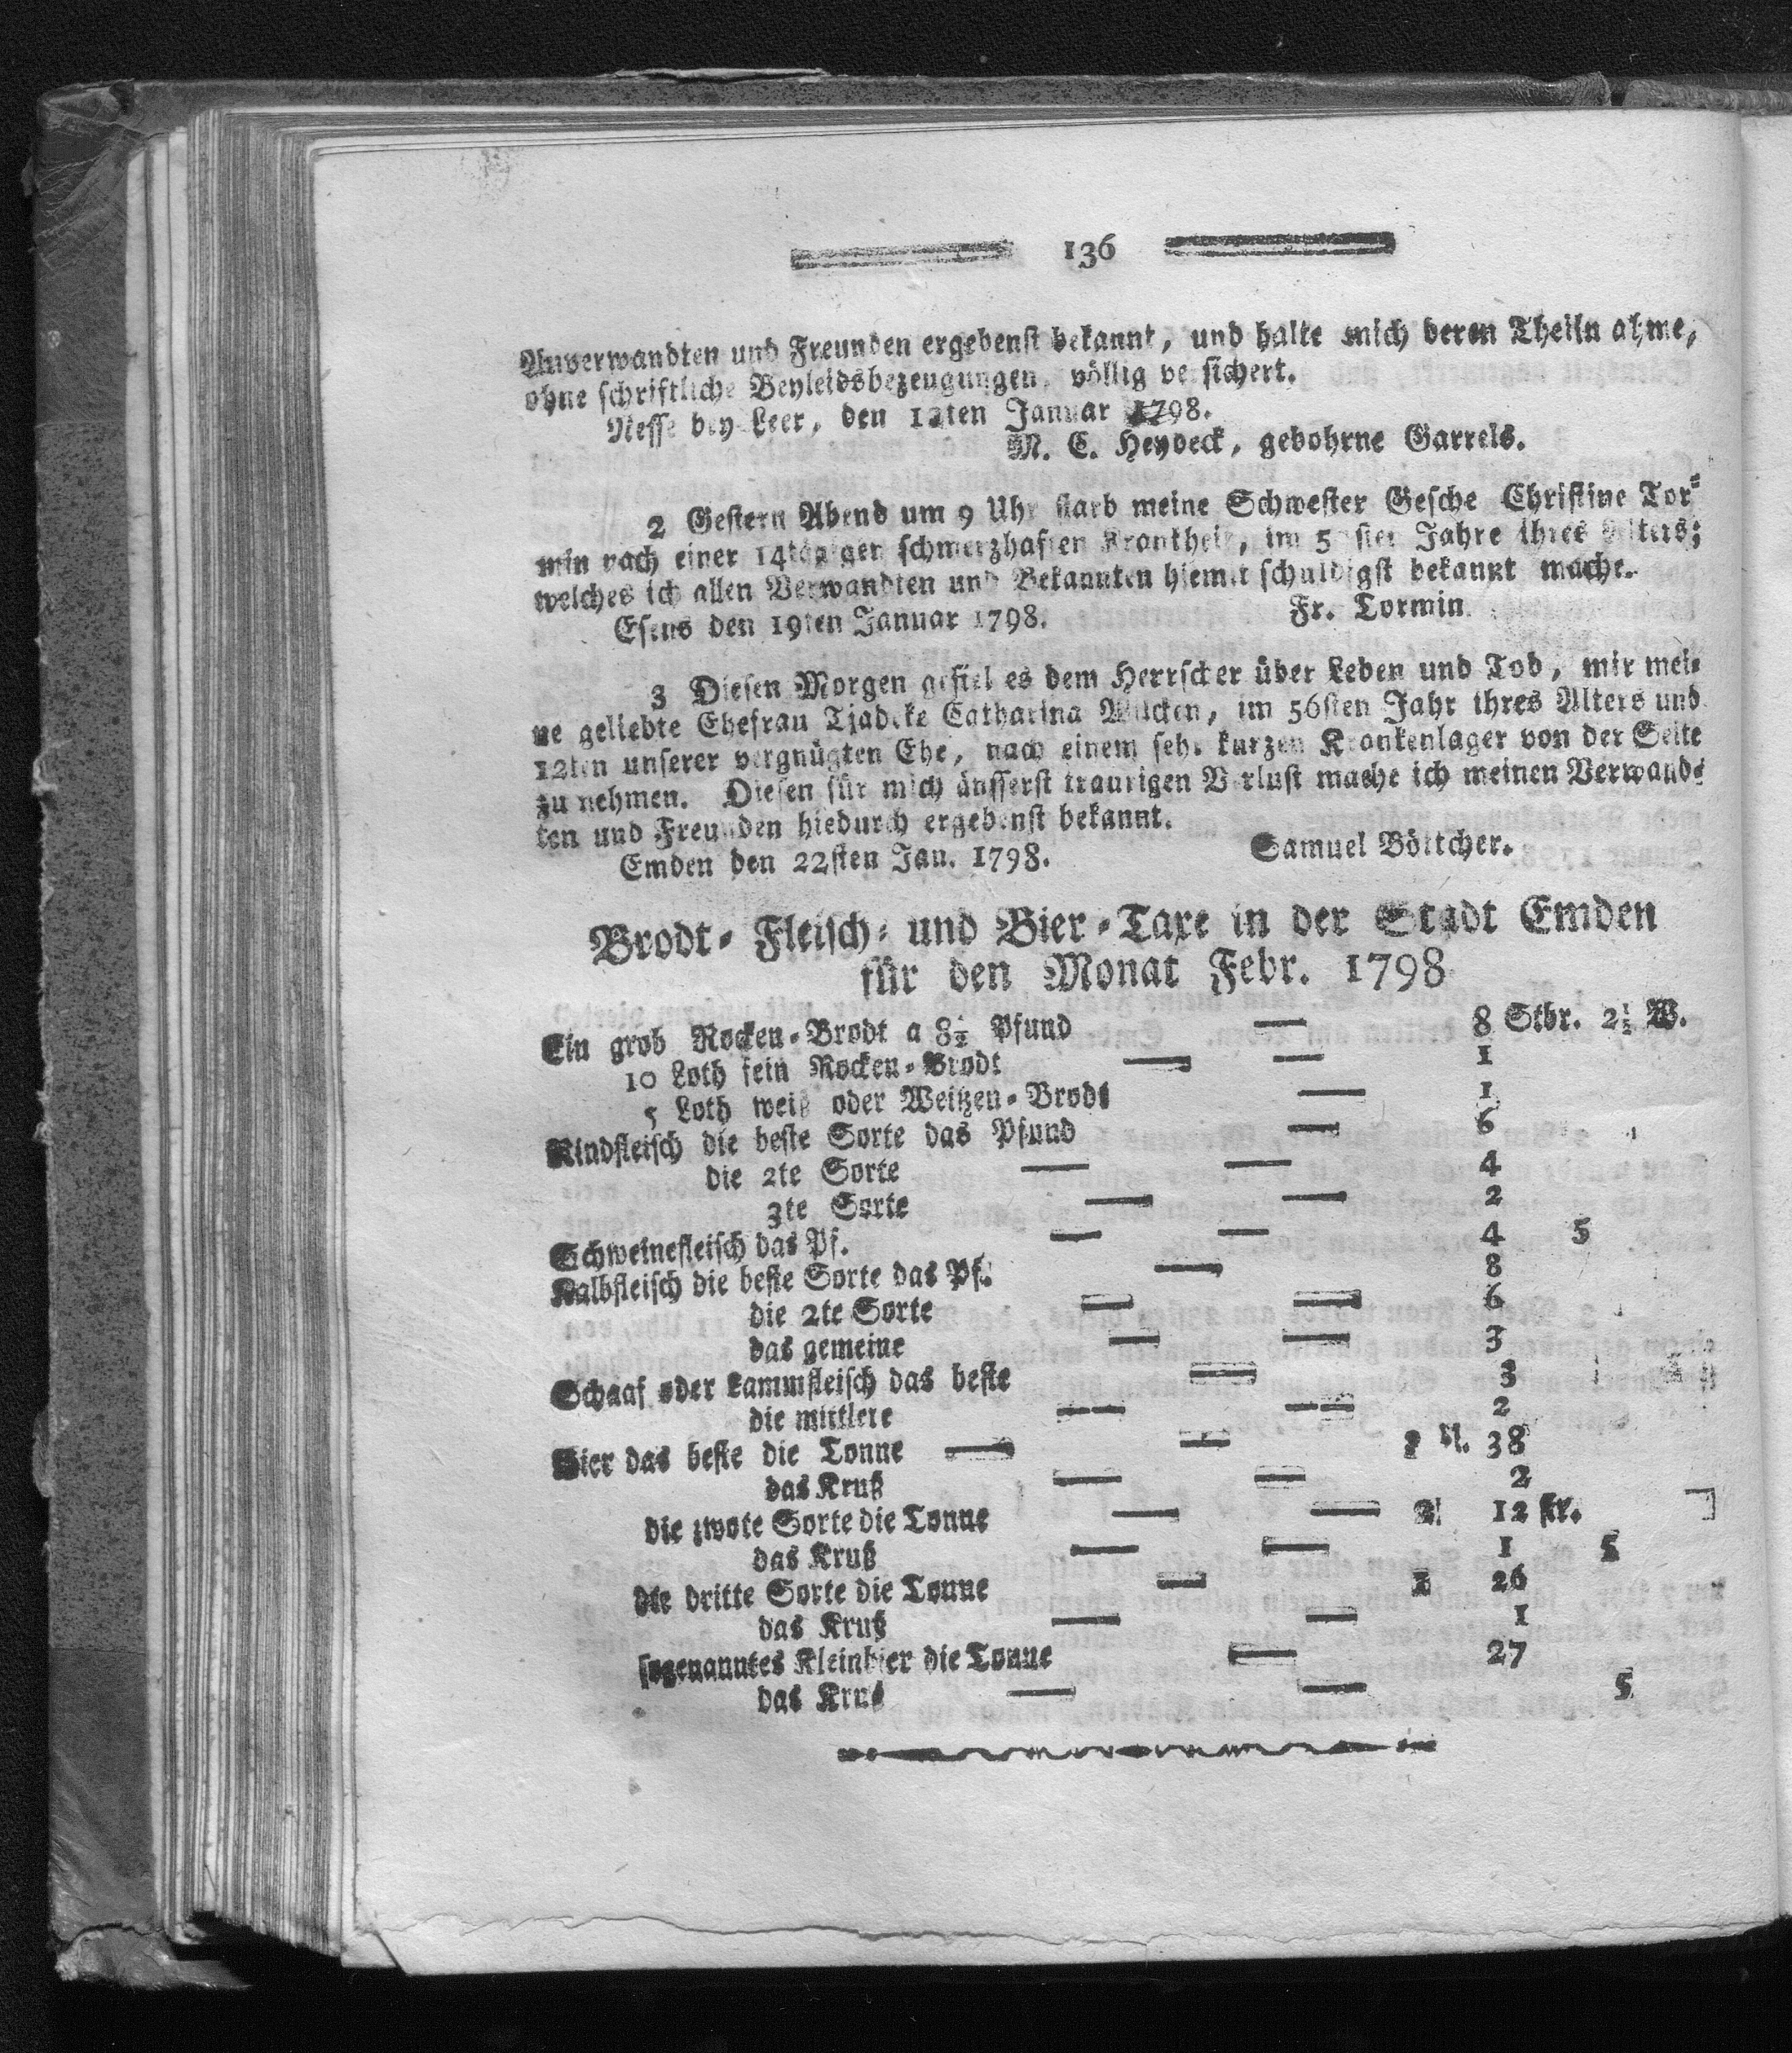 136
Anverwandten und Freunden ergebenst bekannt, und halte mich deren Theilnahme,
ohne schriftliche Beyleidsbezeugungen, völlig versichert.
Nesse bey Leer, den 12ten Januar 1798.
M. C. Heydeck, gebohrne Garrels.
2 Gestern Abend um 9 Uhr starb meine Schwester Gesche Christine Tor⸗
min nach einer 14tägigen schmerzhaften Krankheit, im Jahre ihres Alters;
welches ich allen Verwandten und Bekannten hiemit schuldigst bekannt mache.
Esens den 19ten Januar 1798. Fr. Tormin.
3 Diesen Morgen gefiel es dem Herrscher über Leben und Tod, mir mei⸗
ne geliebte Ehefrau Tjadeke Catharina im 56sten Jahr ihres Alters und
12ten unserer vergnügten Ehe, nach einem sehr kurzen Krankenlager von der Seite
zu nehmen. Diesen für mich äusserst traurigen Verlust mache ich meinen Verwand⸗
ten und Freunden hiedurch ergebenst bekannt.
Emden den 22sten Jan. 1798. Samuel Böttcher.
Brodt⸗ Fleisch⸗ und Bier⸗Taxe in der Stadt Emden
für den Monat Febr. 1798
Ein grob Rocken⸗Brodt a 8½ Pfund — 8 Stbr. 2½ W.
10 Loth fein Rocken⸗Brodt — — 1
5 Loth weiß oder Weitzen⸗Brodt — 1
Rindfleisch die beste Sorte das Pfund — 6
die 2te Sorte — — 4
3te Sorte — — 2
Schweinefleisch das Pf. — — 4 5
Kalbfleisch die beste Sorte das Pf. — 8
die 2te Sorte — — 6
das gemeine — — 3
Schaaf oder Lammfleisch das beste — 3
die mittlere — — 2
Bier das beste die Tonne — — 38
das Kruß — — 2
die zwote Sorte die Tonne — — 2 12 kr.
das Kruß — — 1 5
die dritte Sorte die Tonne — 26
das Kruß — — 1
sogenanntes Kleinbier die Tonne — 27
das Kruß — — 5